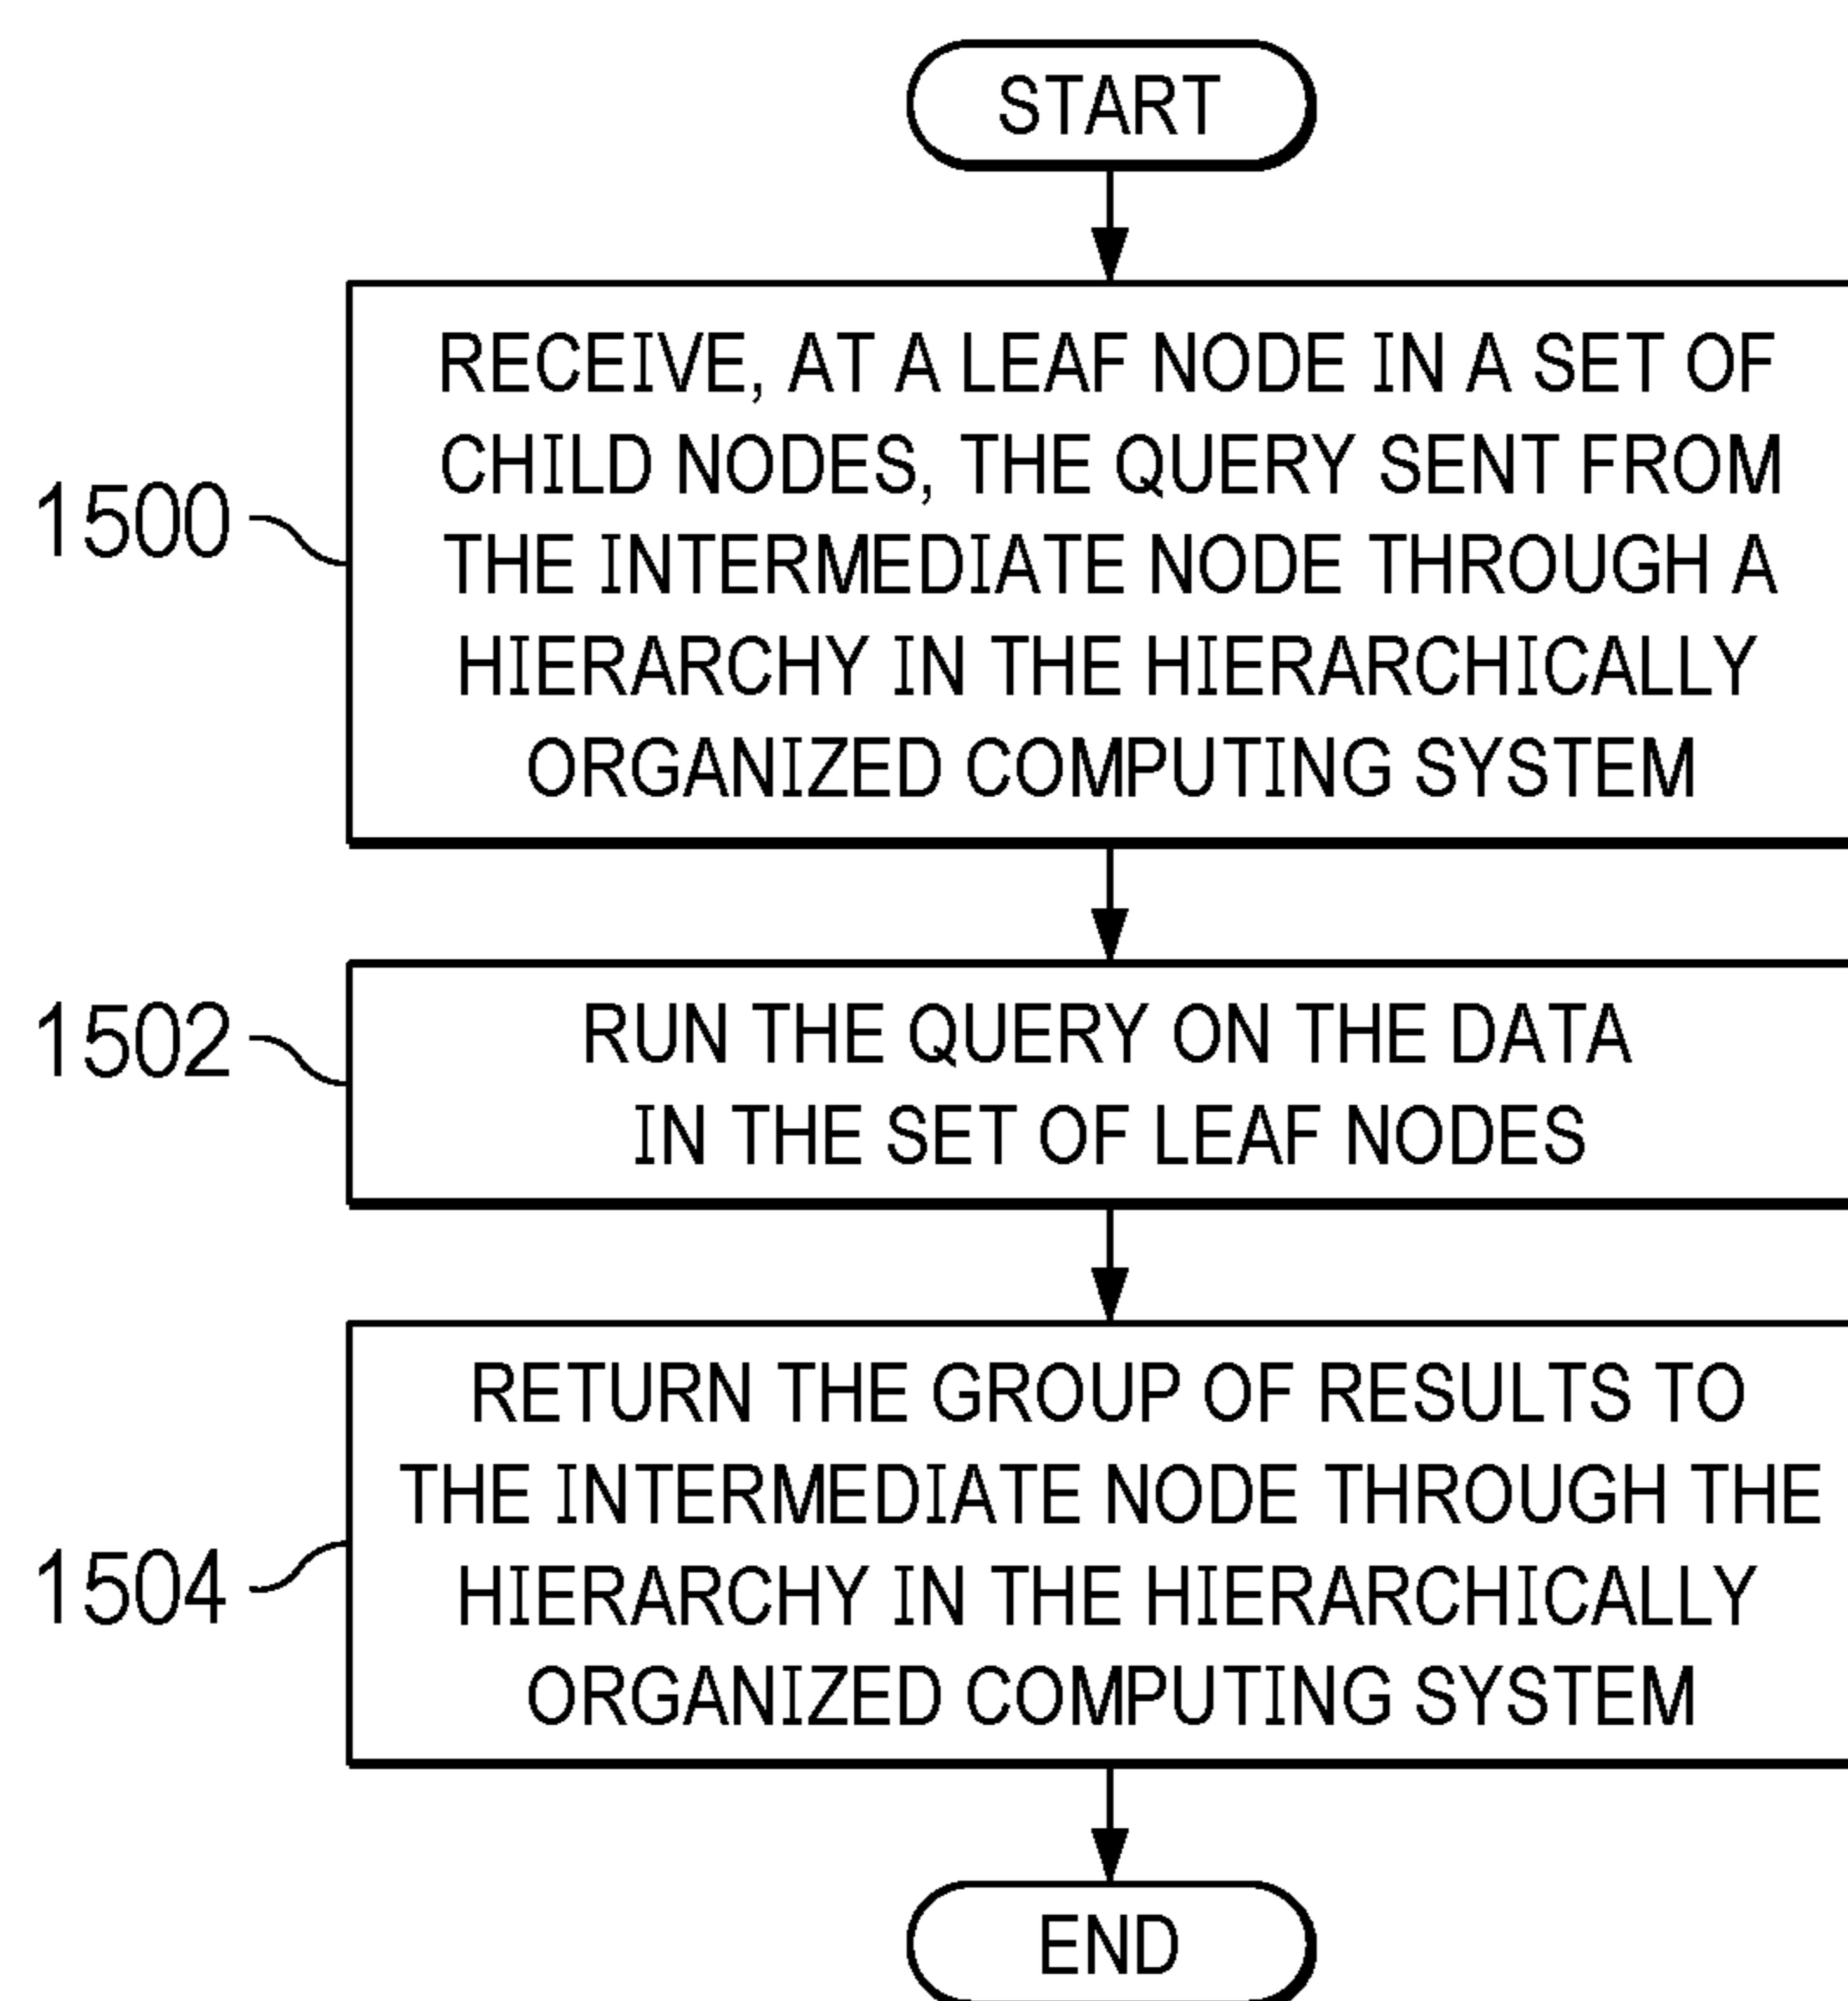 START
RECEIVE, AT A LEAF NODE IN A SET OF
CHILD NODES, THE QUERY SENT FROM
THE INTERMEDIATE NODE THROUGH A
HIERARCHY IN THE HIERARCHICALLY
ORGANIZED COMPUTING SYSTEM
1500
RUN THE QUERY ON THE DATA
IN THE SET OF LEAF NODES
1502
RETURN THE GROUP OF RESULTS TO
THE INTERMEDIATE NODE THROUGH THE
HIERARCHY IN THE HIERARCHICALLY
ORGANIZED COMPUTING SYSTEM
1504
END